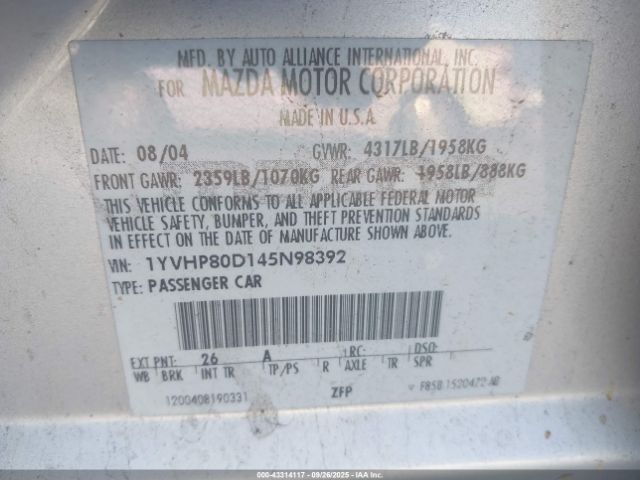 MFD. BY AUTO ALLIANCE INTERNATIONAL, INC.
FOR MAZDA MOTOR CORPORATION
MADE IN U.S.A.
DATE: 08/04 GVWR: 4317LB/1958KG
FRONT GAWR: 2359LB/1070KG REAR GAWR: 1958LB/888KG
THIS VEHICLE CONFORMS TO ALL APPLICABLE FEDERAL MOTOR
VEHICLE SAFETY, BUMPER, AND THEFT PREVENTION STANDARDS
IN EFFECT ON THE DATE OF MANUFACTURE SHOWN ABOVE.
VIN: 1YVHP80D145N98392
TYPE: PASSENGER CAR
EXT PNT: 26 A RC: DSO:
WB BRK INT TR TP/PS R AXLE TR SPR
1200408190331 ZFP
000-43314117 - 09/26/2025 - IAA